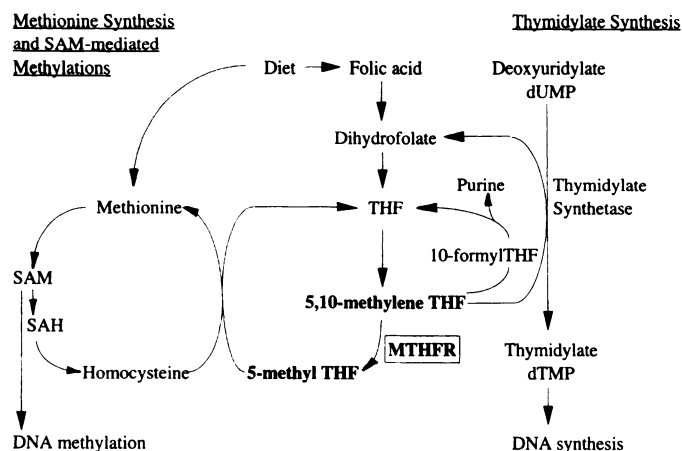 Methionine Synthesis
and SAM-mediated
Methylations
Thymidylate Synthesis
Diet
Folic acid
Deoxyuridylate
dUMP
Dihydrofolate
Methionine
THF
Purine
Thymidylate
Synthetase
10-formylTHF
SAM
SAH
5,10-methylene THF
MTHFR
Homocysteine
5-methyl THF
Thymidylate
dTMP
DNA methylation
DNA synthesis